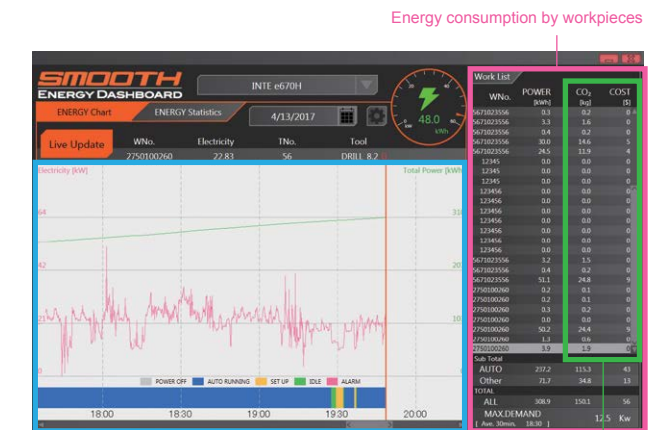 Energy consumption by workpieces
SMOOTH
ENERGY DASHBOARD
INTE e670H
ENERGY Chart
ENERGY Statistics
4/13/2017
48.0
kWh
Live Update
WNo. Electricity TNo. Tool
2750100260 22.83 56 DRILL 8.2
Electricity [kW] Total Power [kWh]
64 310
42 20
21 10
0 0
POWER OFF AUTO RUNNING SET UP IDLE ALARM
18:00 18:30 19:00 19:30 20:00
Work List
WNo. POWER [kWh] CO₂ [kg] COST [$]
5671023556 0.3 0.2 0
5671023556 3.3 1.6 0
5671023556 0.4 0.2 0
5671023556 30.0 14.6 5
5671023556 24.5 11.9 4
12345 0.0 0.0 0
12345 0.0 0.0 0
12345 0.0 0.0 0
123456 0.0 0.0 0
123456 0.0 0.0 0
123456 0.0 0.0 0
123456 0.0 0.0 0
123456 0.0 0.0 0
123456 0.0 0.0 0
5671023556 3.2 1.5 0
5671023556 0.4 0.2 0
5671023556 51.1 24.8 9
2750100260 0.2 0.1 0
2750100260 0.2 0.1 0
2750100260 0.3 0.2 0
2750100260 0.0 0.0 0
2750100260 50.2 24.4 9
2750100260 1.3 0.6 0
2750100260 3.9 1.9 0
Sub Total
AUTO 237.2 115.3 43
Other 71.7 34.8 13
TOTAL
ALL 308.9 150.1 56
MAX.DEMAND
[ Ave. 30min. 18:30 ] 12.5 Kw